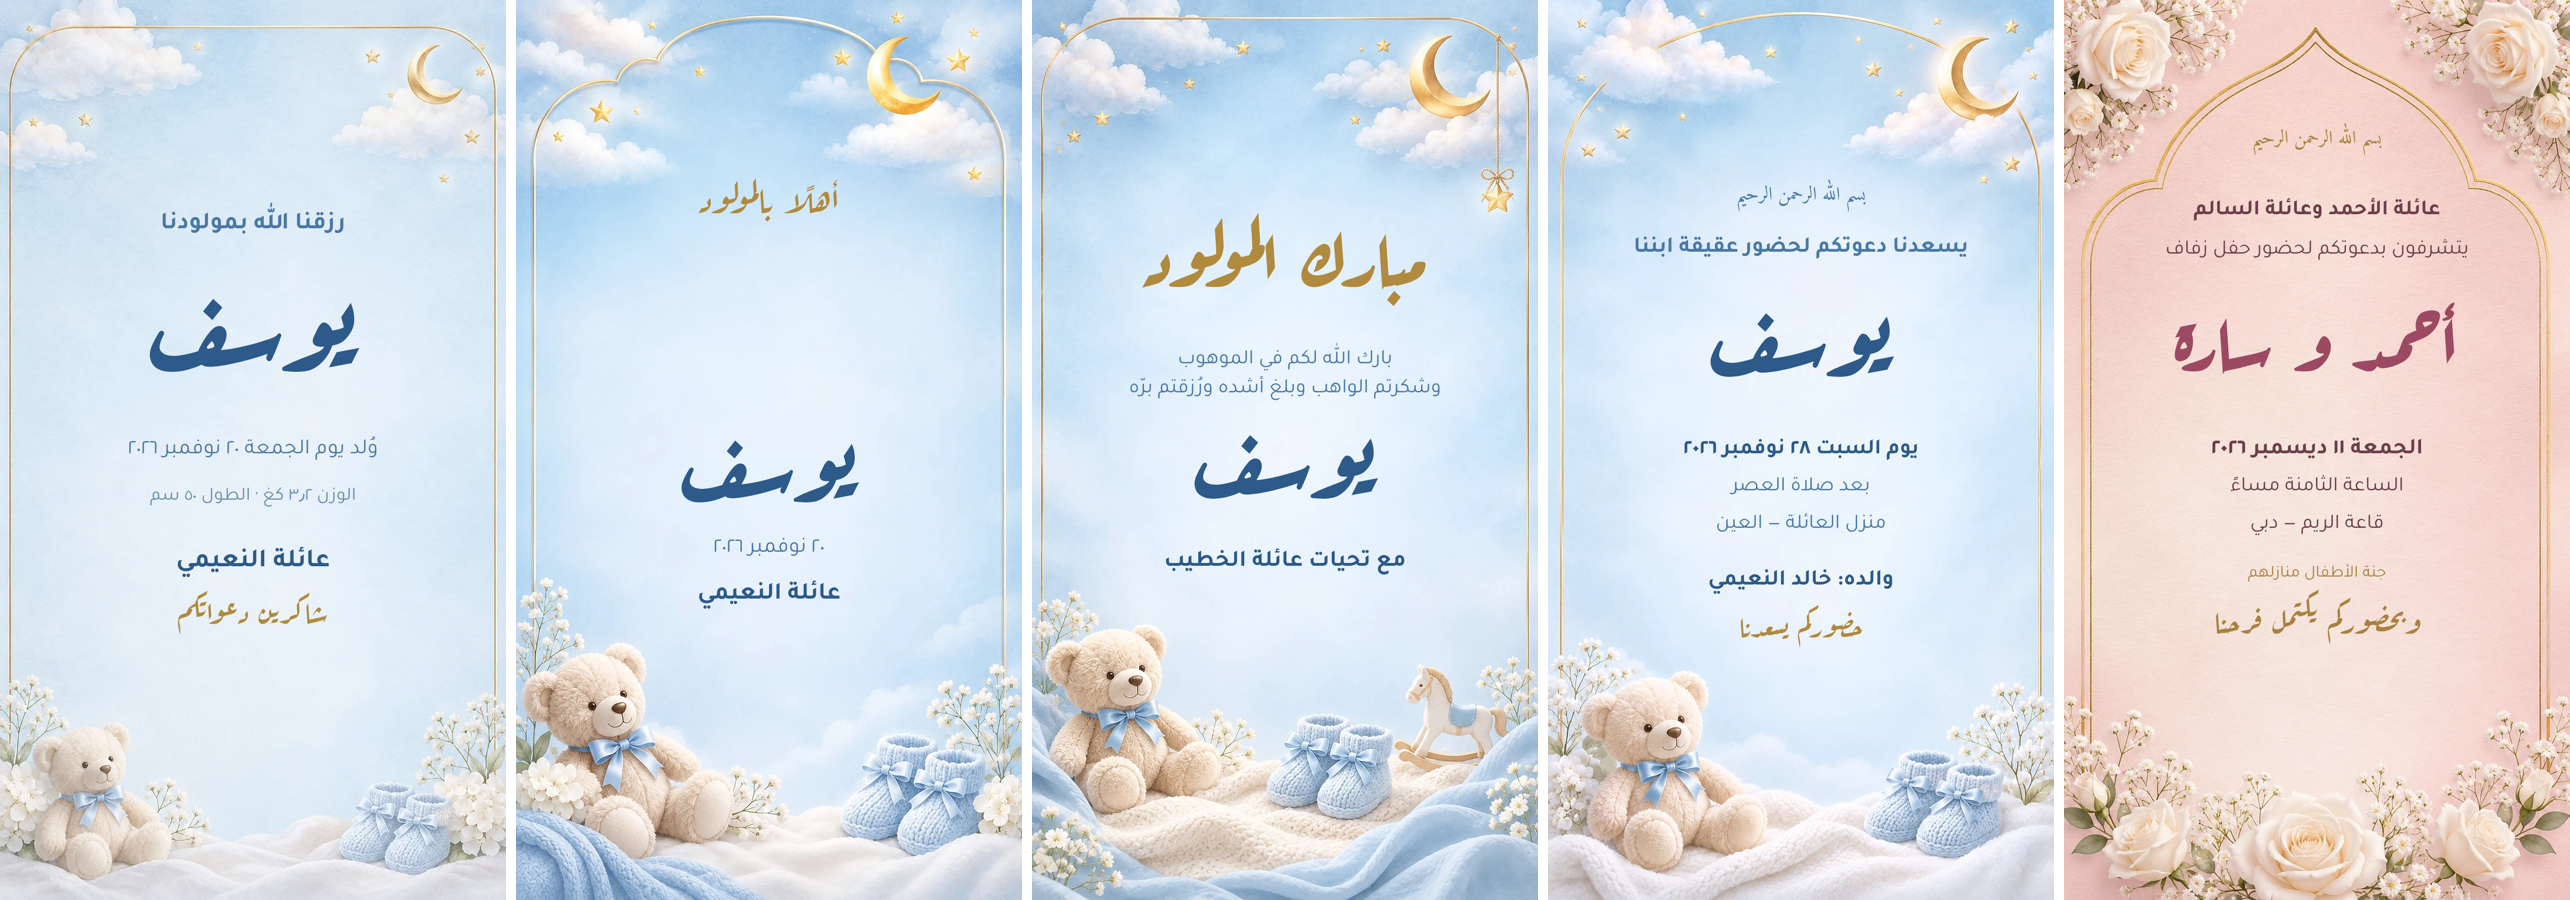 رزقنا الله بمولودنا
يوسف
وُلد يوم الجمعة ٢٠ نوفمبر ٢٠٢٦
الوزن ٣٫٢ كغ · الطول ٥٠ سم
عائلة النعيمي
شاكرين دعواتكم
أهلًا بالمولود
يوسف
٢٠ نوفمبر ٢٠٢٦
عائلة النعيمي
مبارك المولود
بارك الله لكم في الموهوب
وشكرتم الواهب وبلغ أشده ورُزقتم برّه
يوسف
مع تحيات عائلة الخطيب
بسم الله الرحمن الرحيم
يسعدنا دعوتكم لحضور عقيقة ابننا
يوسف
يوم السبت ٢٨ نوفمبر ٢٠٢٦
بعد صلاة العصر
منزل العائلة – العين
والده: خالد النعيمي
حضوركم يسعدنا
بسم الله الرحمن الرحيم
عائلة الأحمد وعائلة السالم
يتشرفون بدعوتكم لحضور حفل زفاف
أحمد و سارة
الجمعة ١١ ديسمبر ٢٠٢٦
الساعة الثامنة مساءً
قاعة الريم – دبي
جنة الأطفال منازلهم
وبحضوركم يكتمل فرحنا